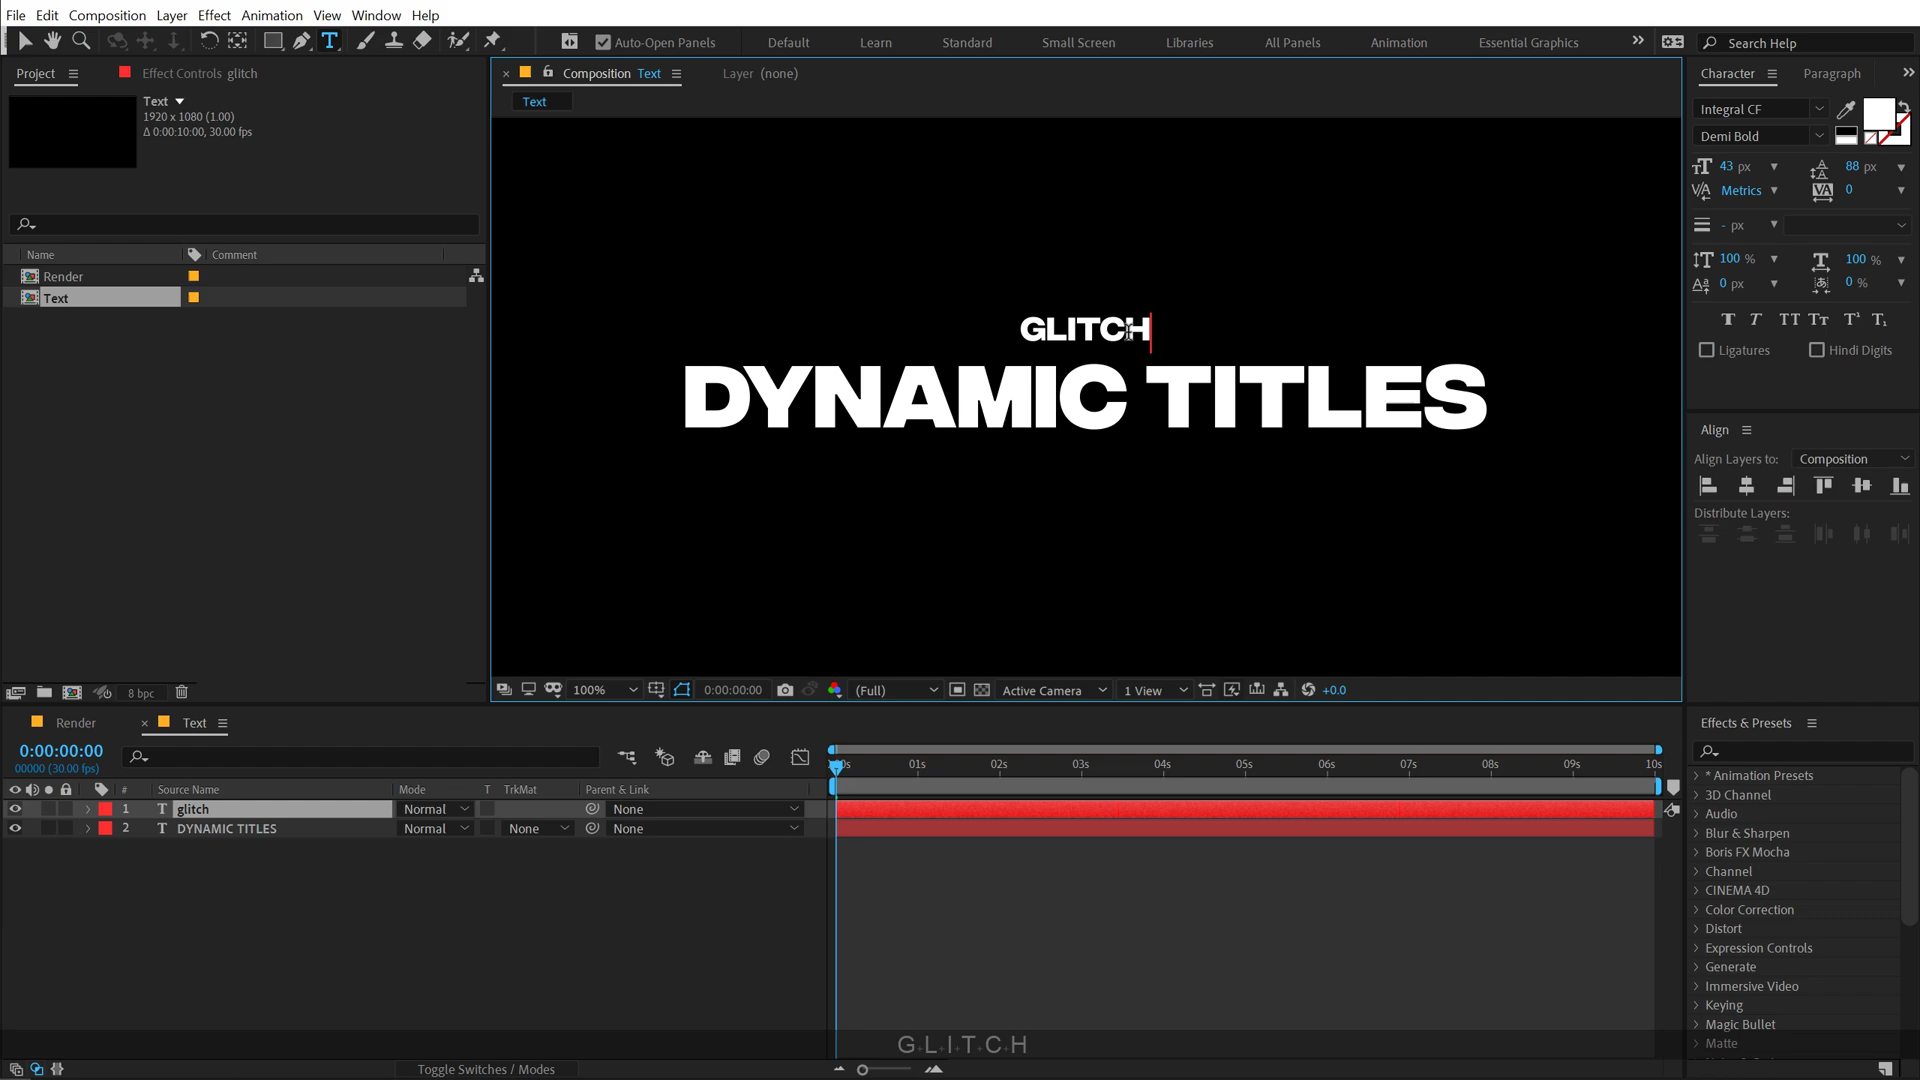 File Edit Composition Layer Effect Animation View Window Help
Auto-Open Panels Default Learn Standard Small Screen Libraries All Panels Animation Essential Graphics Search Help
Project Effect Controls glitch
Composition Text Layer (none)
Text
Character Paragraph
Text
1920 x 1080 (1.00)
Δ 0:00:10:00, 30.00 fps
Integral CF
Demi Bold
43 px 88 px
Metrics 0
- px
100 % 100 %
0 px 0 %
T T TT Tt T¹ T₁
Ligatures Hindi Digits
Name Comment
Render
Text
GLITCH
DYNAMIC TITLES
Align
Align Layers to: Composition
Distribute Layers:
8 bpc
100% 0:00:00:00 (Full) Active Camera 1 View +0.0
Render Text
0:00:00:00
00000 (30.00 fps)
# Source Name Mode T TrkMat Parent & Link
1 T glitch Normal None
2 T DYNAMIC TITLES Normal None None
01s 02s 03s 04s 05s 06s 07s 08s 09s 10s
G L I T C H
Toggle Switches / Modes
Effects & Presets
* Animation Presets
3D Channel
Audio
Blur & Sharpen
Boris FX Mocha
Channel
CINEMA 4D
Color Correction
Distort
Expression Controls
Generate
Immersive Video
Keying
Magic Bullet
Matte